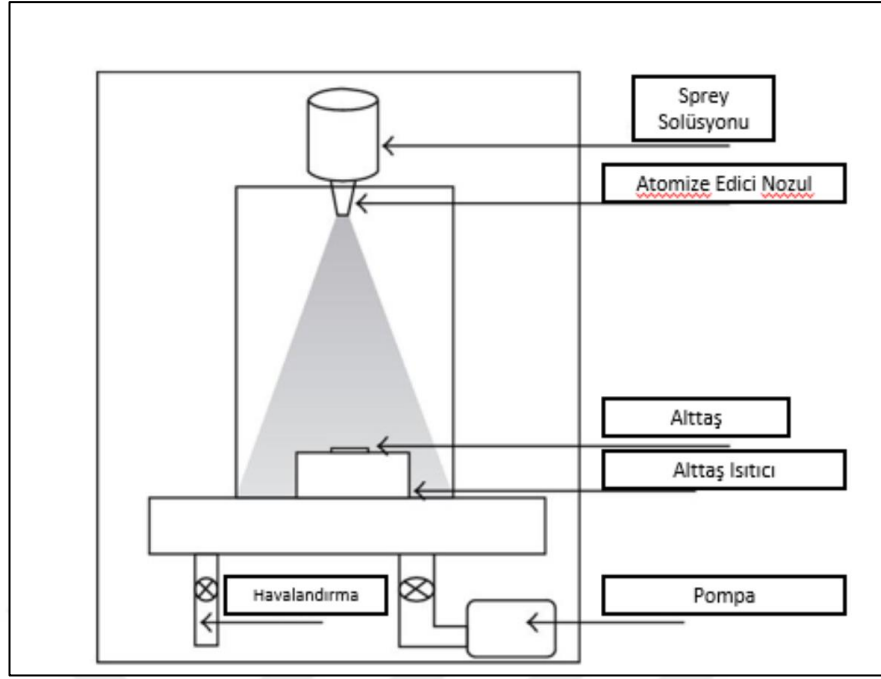 Sprey
Solüsyonu
Atomize Edici Nozul
Alttaş
Alttaş Isıtıcı
Havalandırma
Pompa